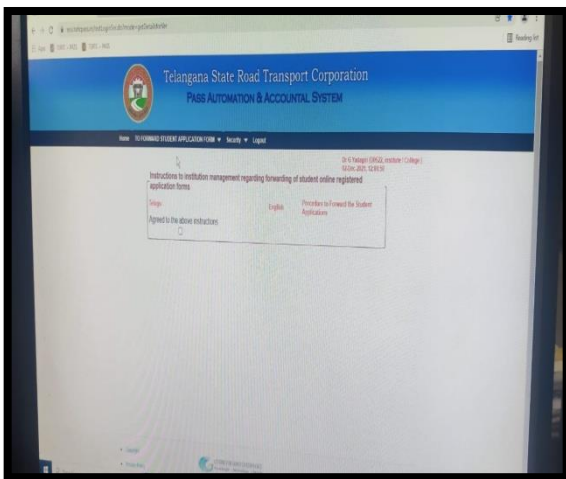 Reading list
Telangana State Road Transport Corporation
PASS AUTOMATION & ACCOUNTAL SYSTEM
Home TO FORWARD STUDENT APPLICATION FORM Security Logout
Instructions to institution management regarding forwarding of student online registered
application forms
Telugu
English
Procedure to Forward the Student
Applications
Agreed to the above instructions